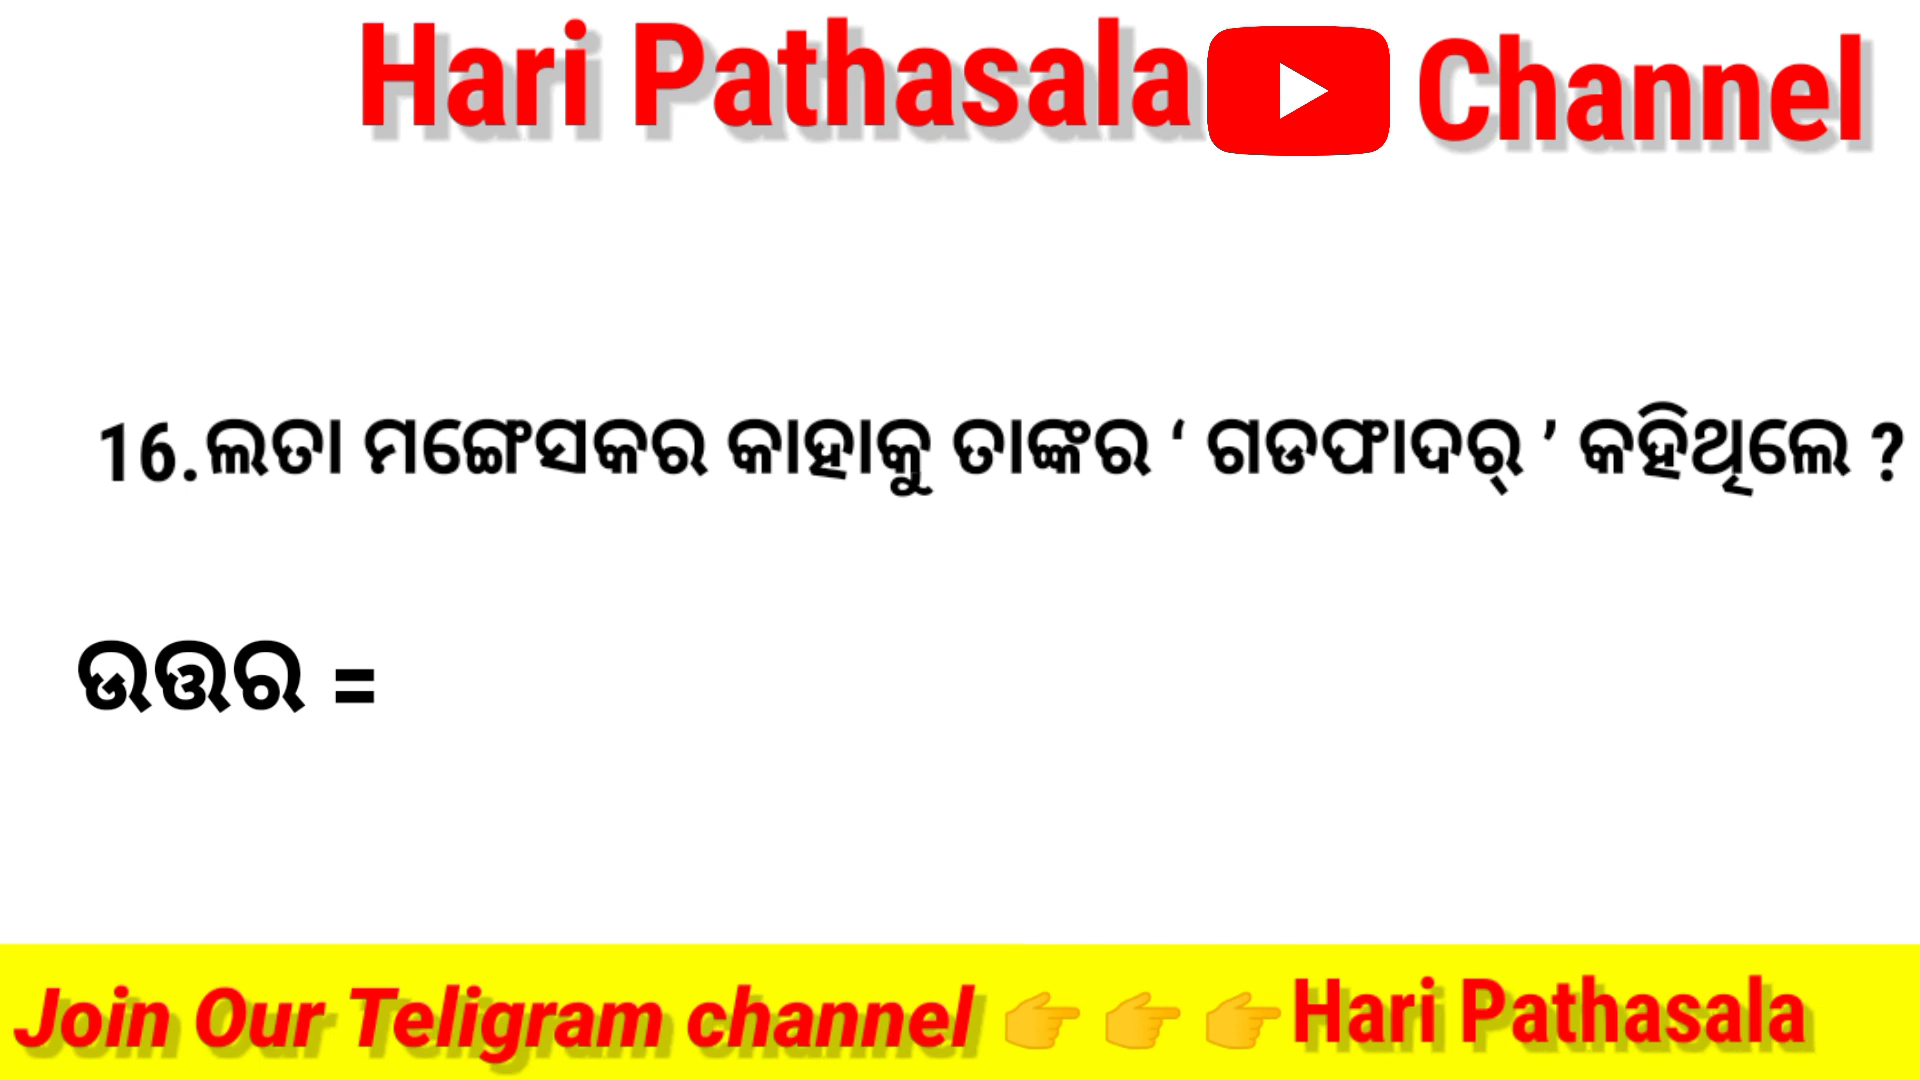 Hari Pathasala Channel
16.ଲତା ମଙ୍ଗେସକର କାହାକୁ ତାଙ୍କର ‘ ଗଡଫାଦର୍ ’ କହିଥିଲେ ?
ଉତ୍ତର =
Join Our Teligram channel 👉 👉 👉 Hari Pathasala